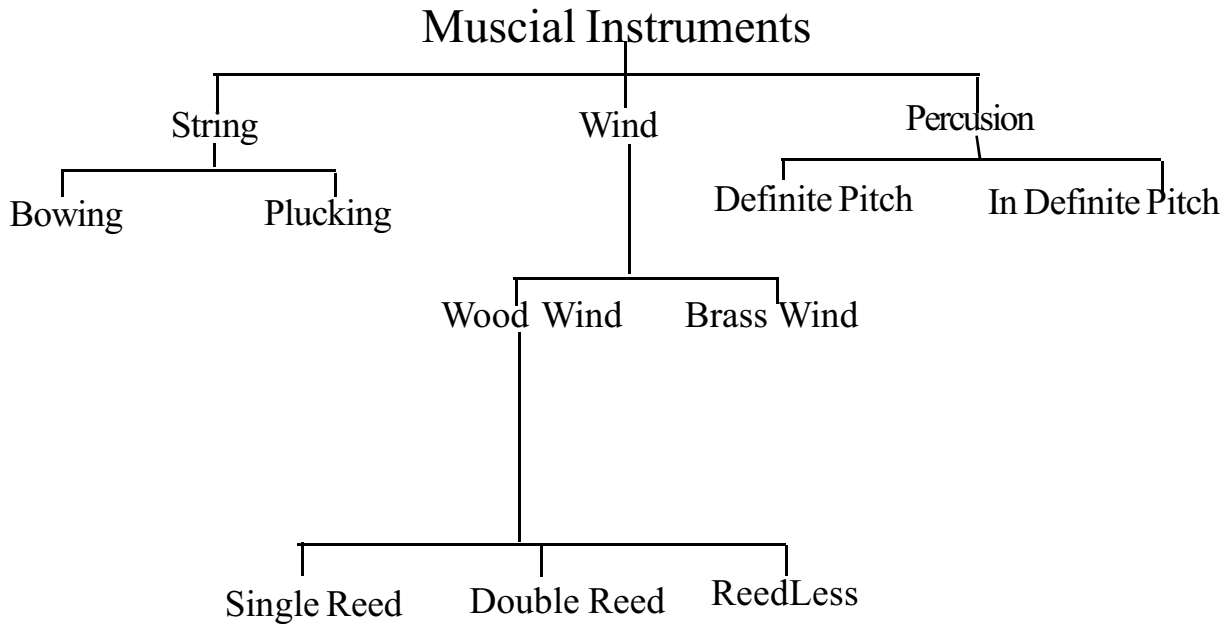 Muscial Instruments
String
Wind
Percusion
Bowing
Plucking
Definite Pitch
In Definite Pitch
Wood Wind
Brass Wind
Single Reed
Double Reed
ReedLess